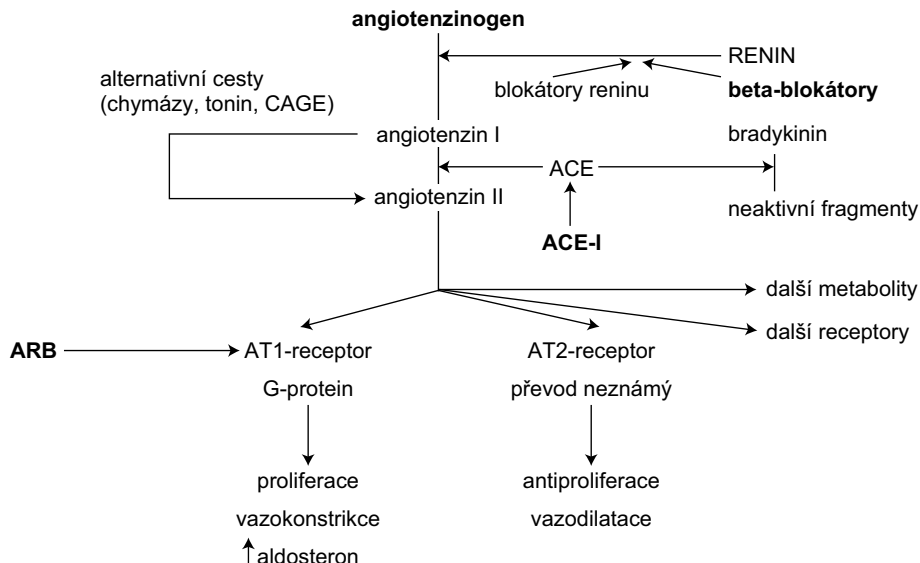 angiotenzinogen
RENIN
alternativní cesty
(chymázy, tonin, CAGE)
blokátory reninu
beta-blokátory
angiotenzin I
bradykinin
ACE
angiotenzin II
neaktivní fragmenty
ACE-I
další metabolity
další receptory
ARB
AT1-receptor
AT2-receptor
G-protein
převod neznámý
proliferace
antiproliferace
vazokonstrikce
vazodilatace
aldosteron